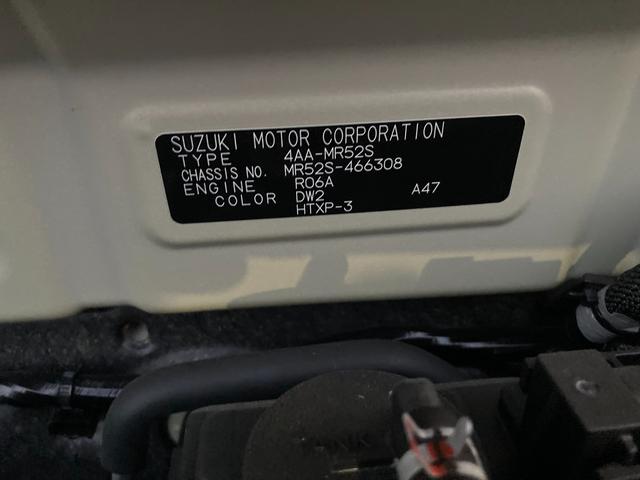 SUZUKI MOTOR CORPORATION
TYPE 4AA-MR52S
CHASSIS NO. MR52S-466308
ENGINE R06A
COLOR DW2 A47
HTXP-3